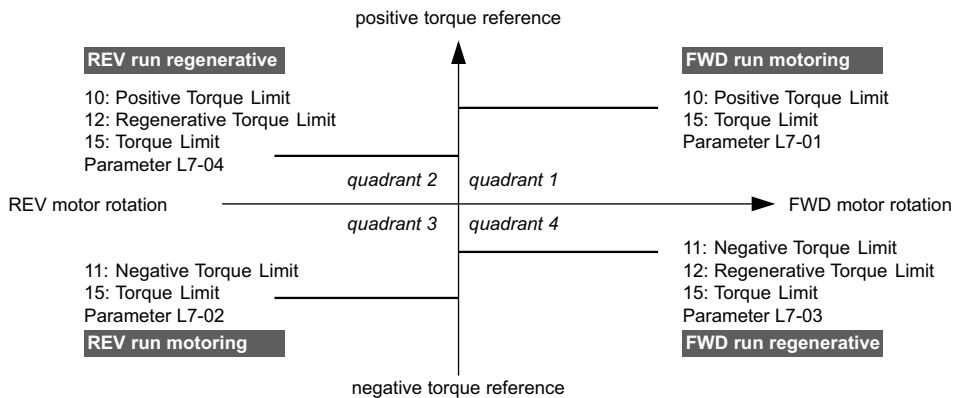 positive torque reference
REV run regenerative
10: Positive Torque Limit
12: Regenerative Torque Limit
15: Torque Limit
Parameter L7-04
FWD run motoring
10: Positive Torque Limit
15: Torque Limit
Parameter L7-01
quadrant 2
quadrant 1
REV motor rotation
FWD motor rotation
quadrant 3
quadrant 4
11: Negative Torque Limit
15: Torque Limit
Parameter L7-02
REV run motoring
11: Negative Torque Limit
12: Regenerative Torque Limit
15: Torque Limit
Parameter L7-03
FWD run regenerative
negative torque reference